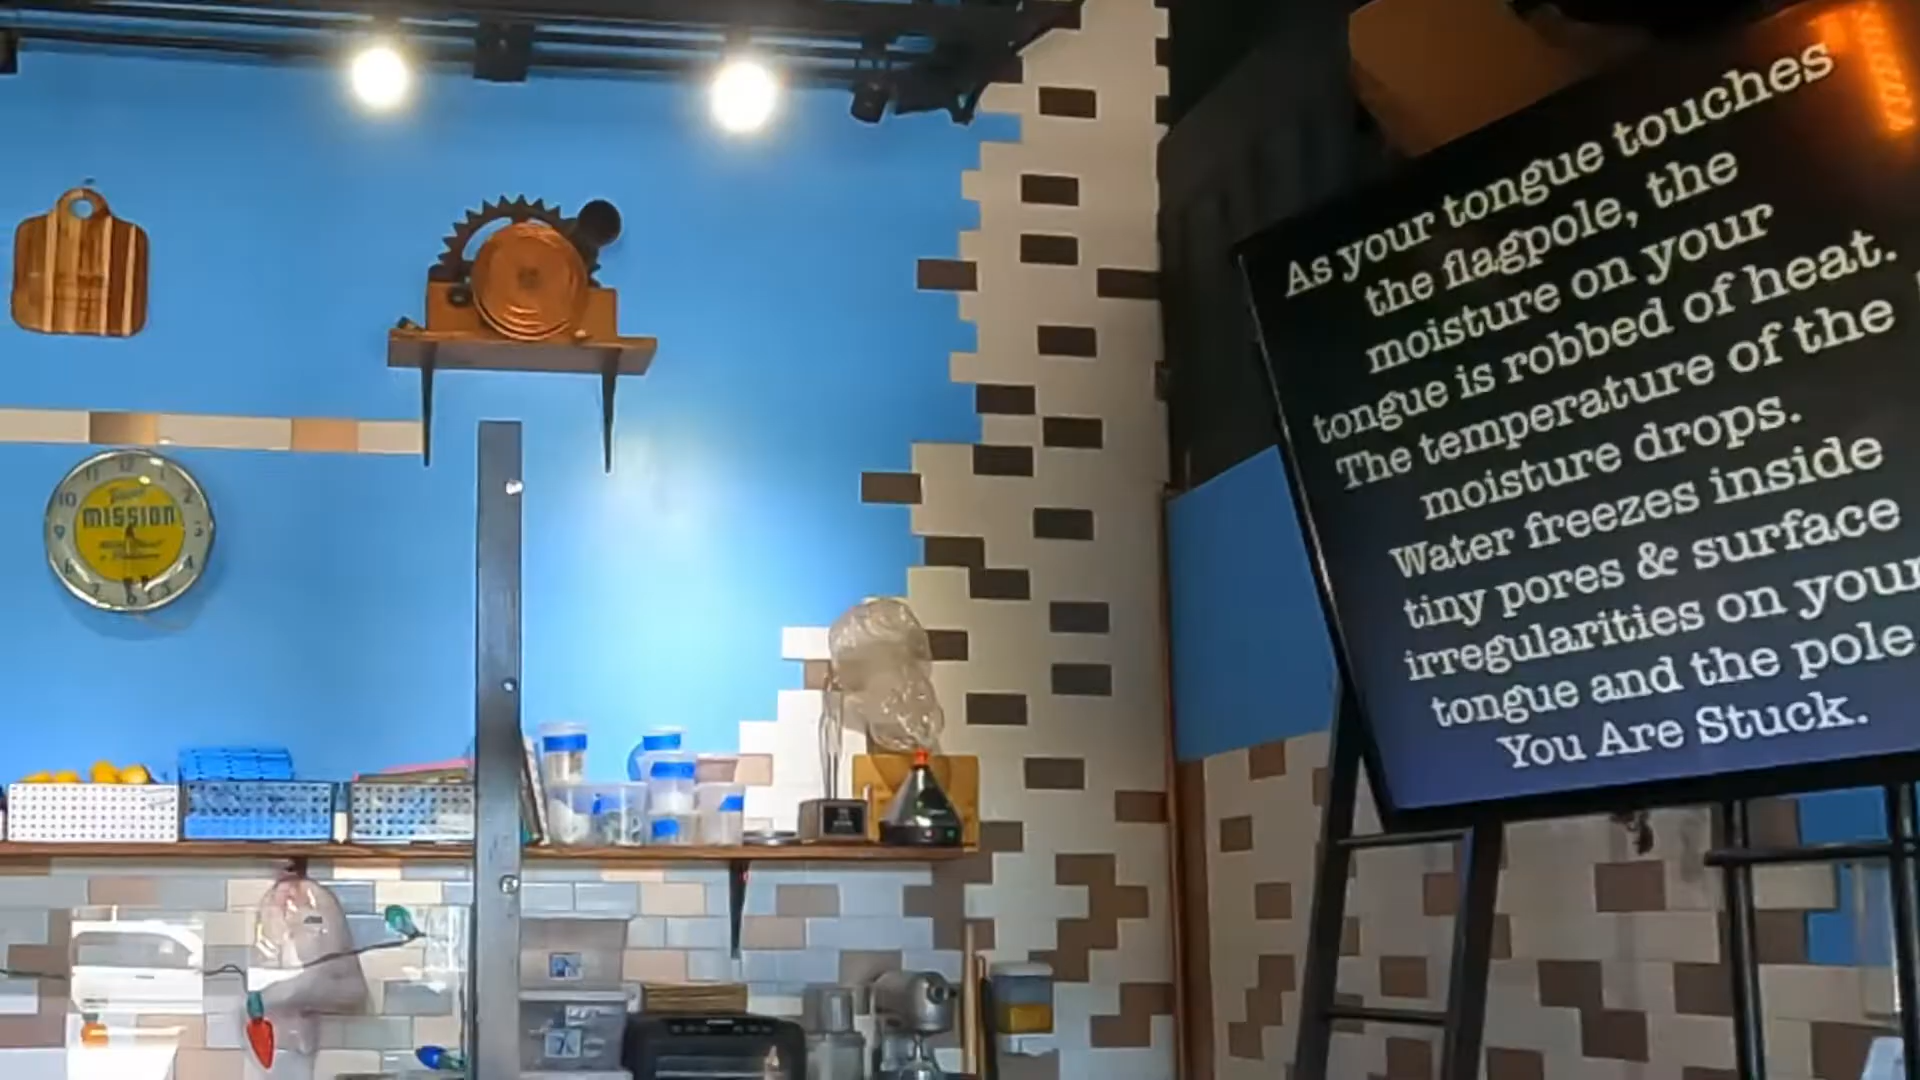 As your tongue touches
the flagpole, the
moisture on your
tongue is robbed of heat.
The temperature of the
moisture drops.
Water freezes inside
tiny pores & surface
irregularities on your
tongue and the pole
You Are Stuck.
MISSION